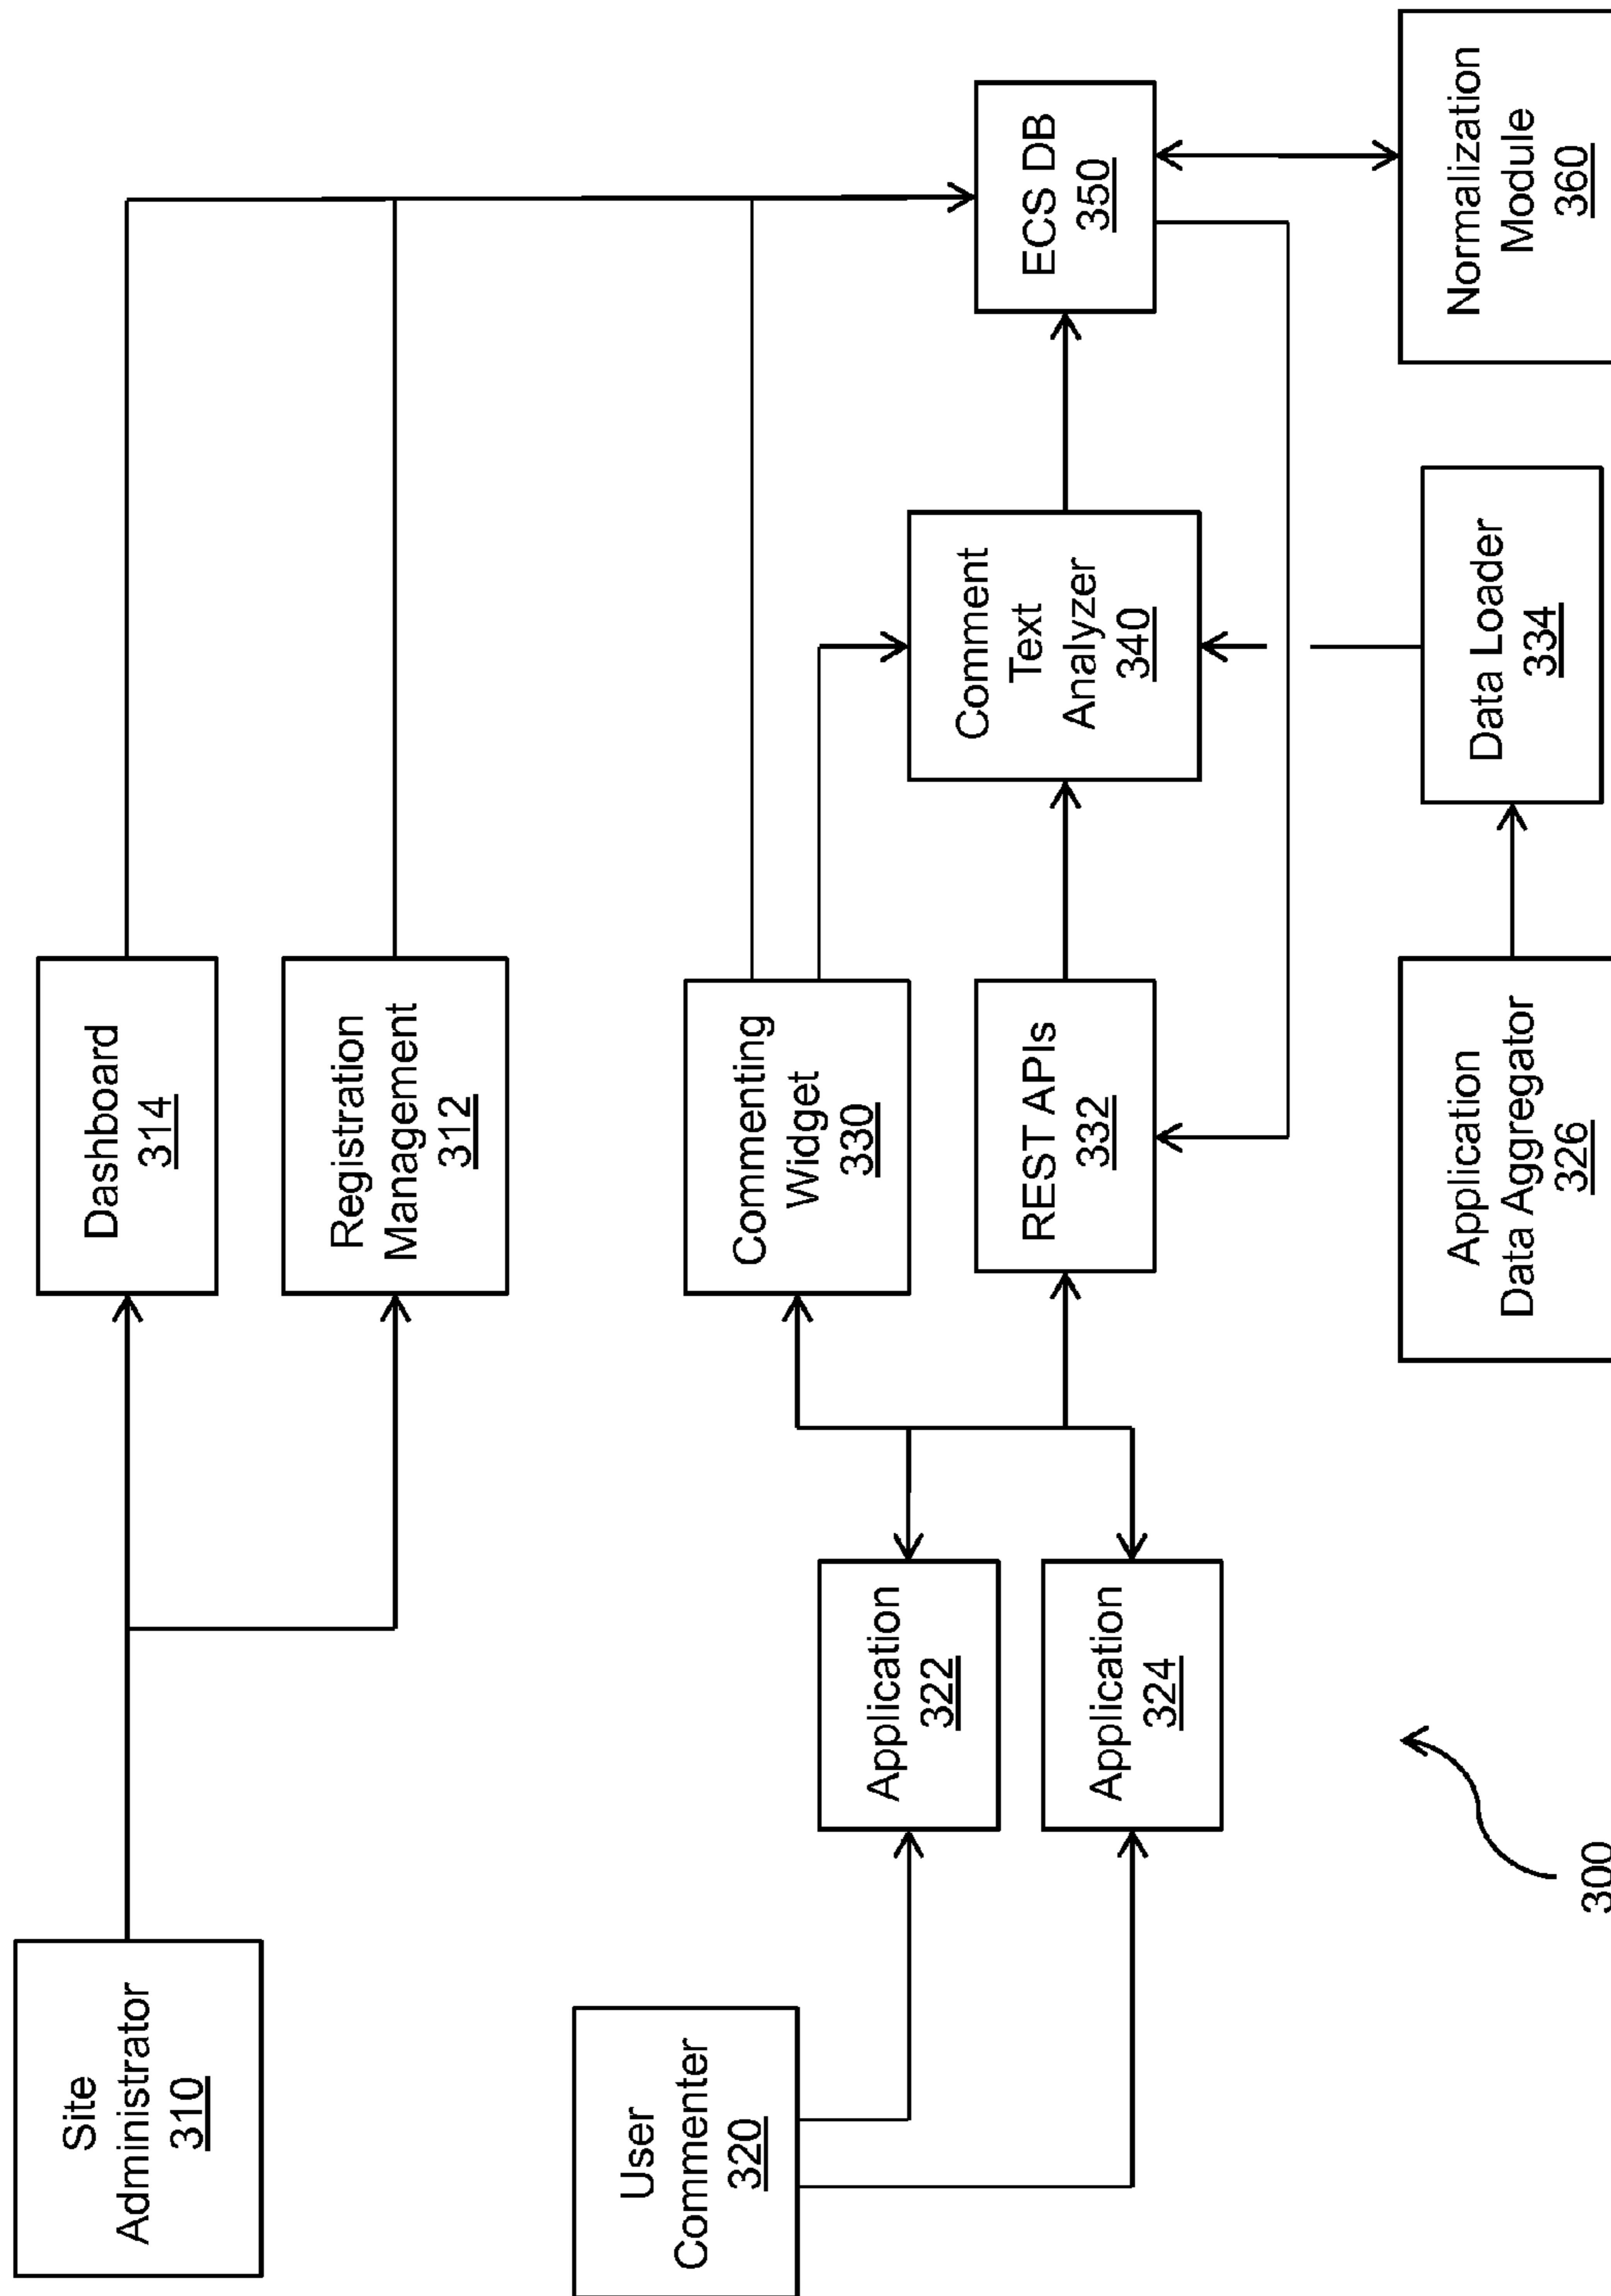 Site
Administrator
310
Dashboard
314
Registration
Management
312
User
Commenter
320
Application
322
Application
324
Commenting
Widget
330
REST APIs
332
Comment
Text
Analyzer
340
ECS DB
350
Application
Data Aggregator
326
Data Loader
334
Normalization
Module
360
300